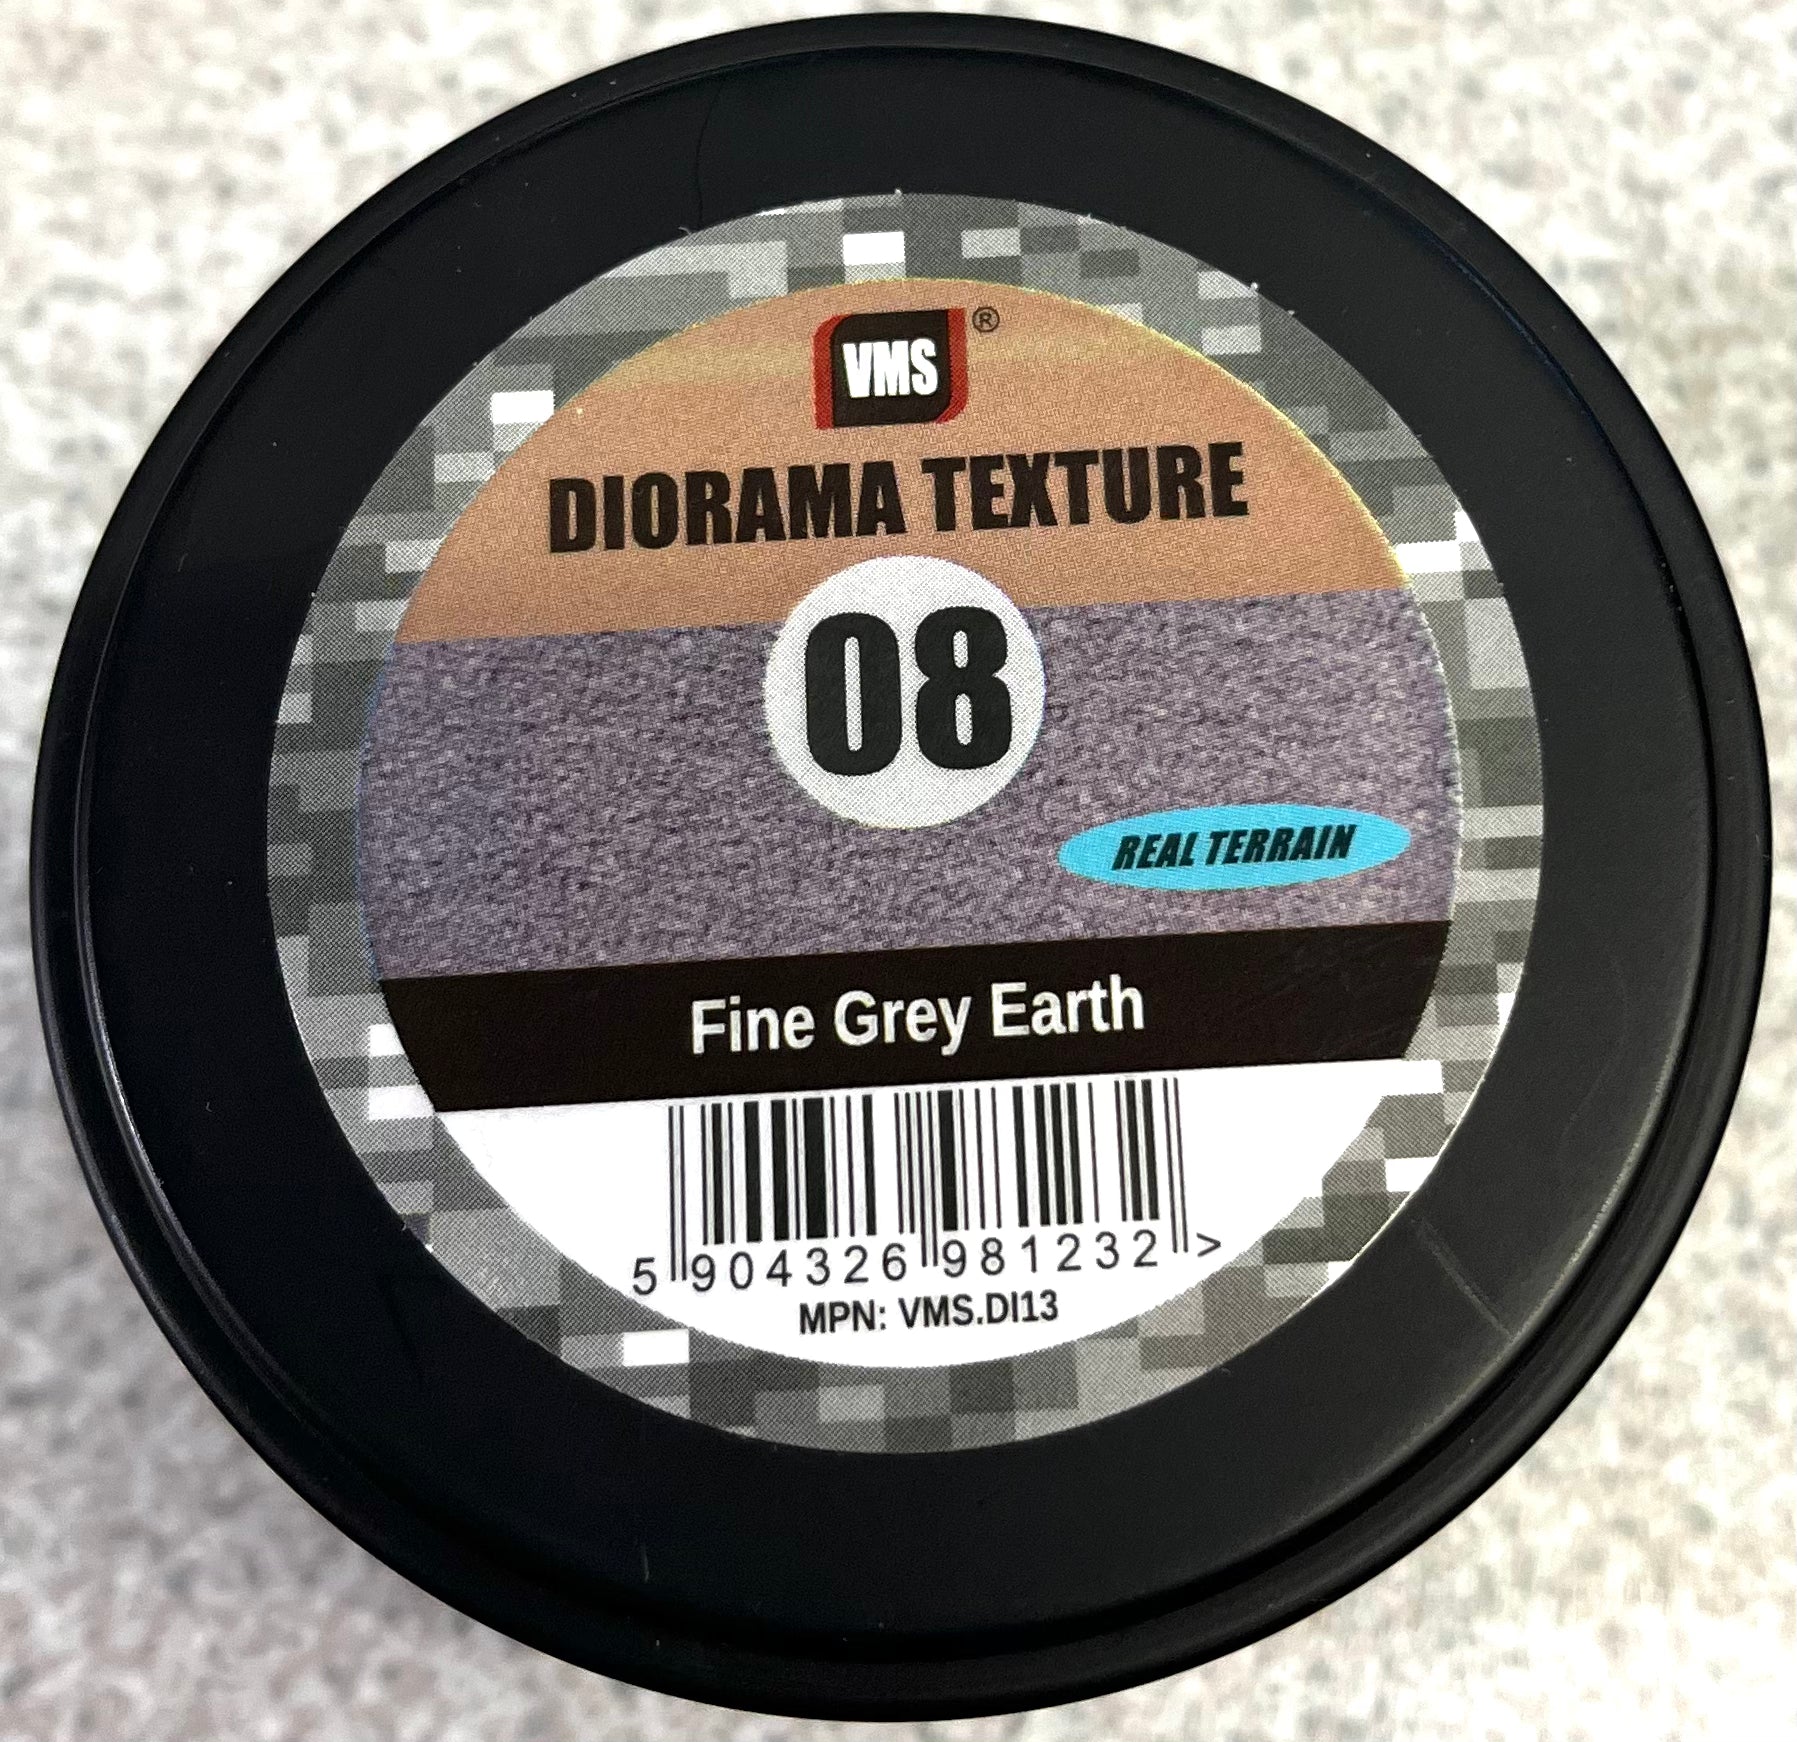 VMS ®
DIORAMA TEXTURE
08
REAL TERRAIN
Fine Grey Earth
5 904326 981232 >
MPN: VMS.DI13